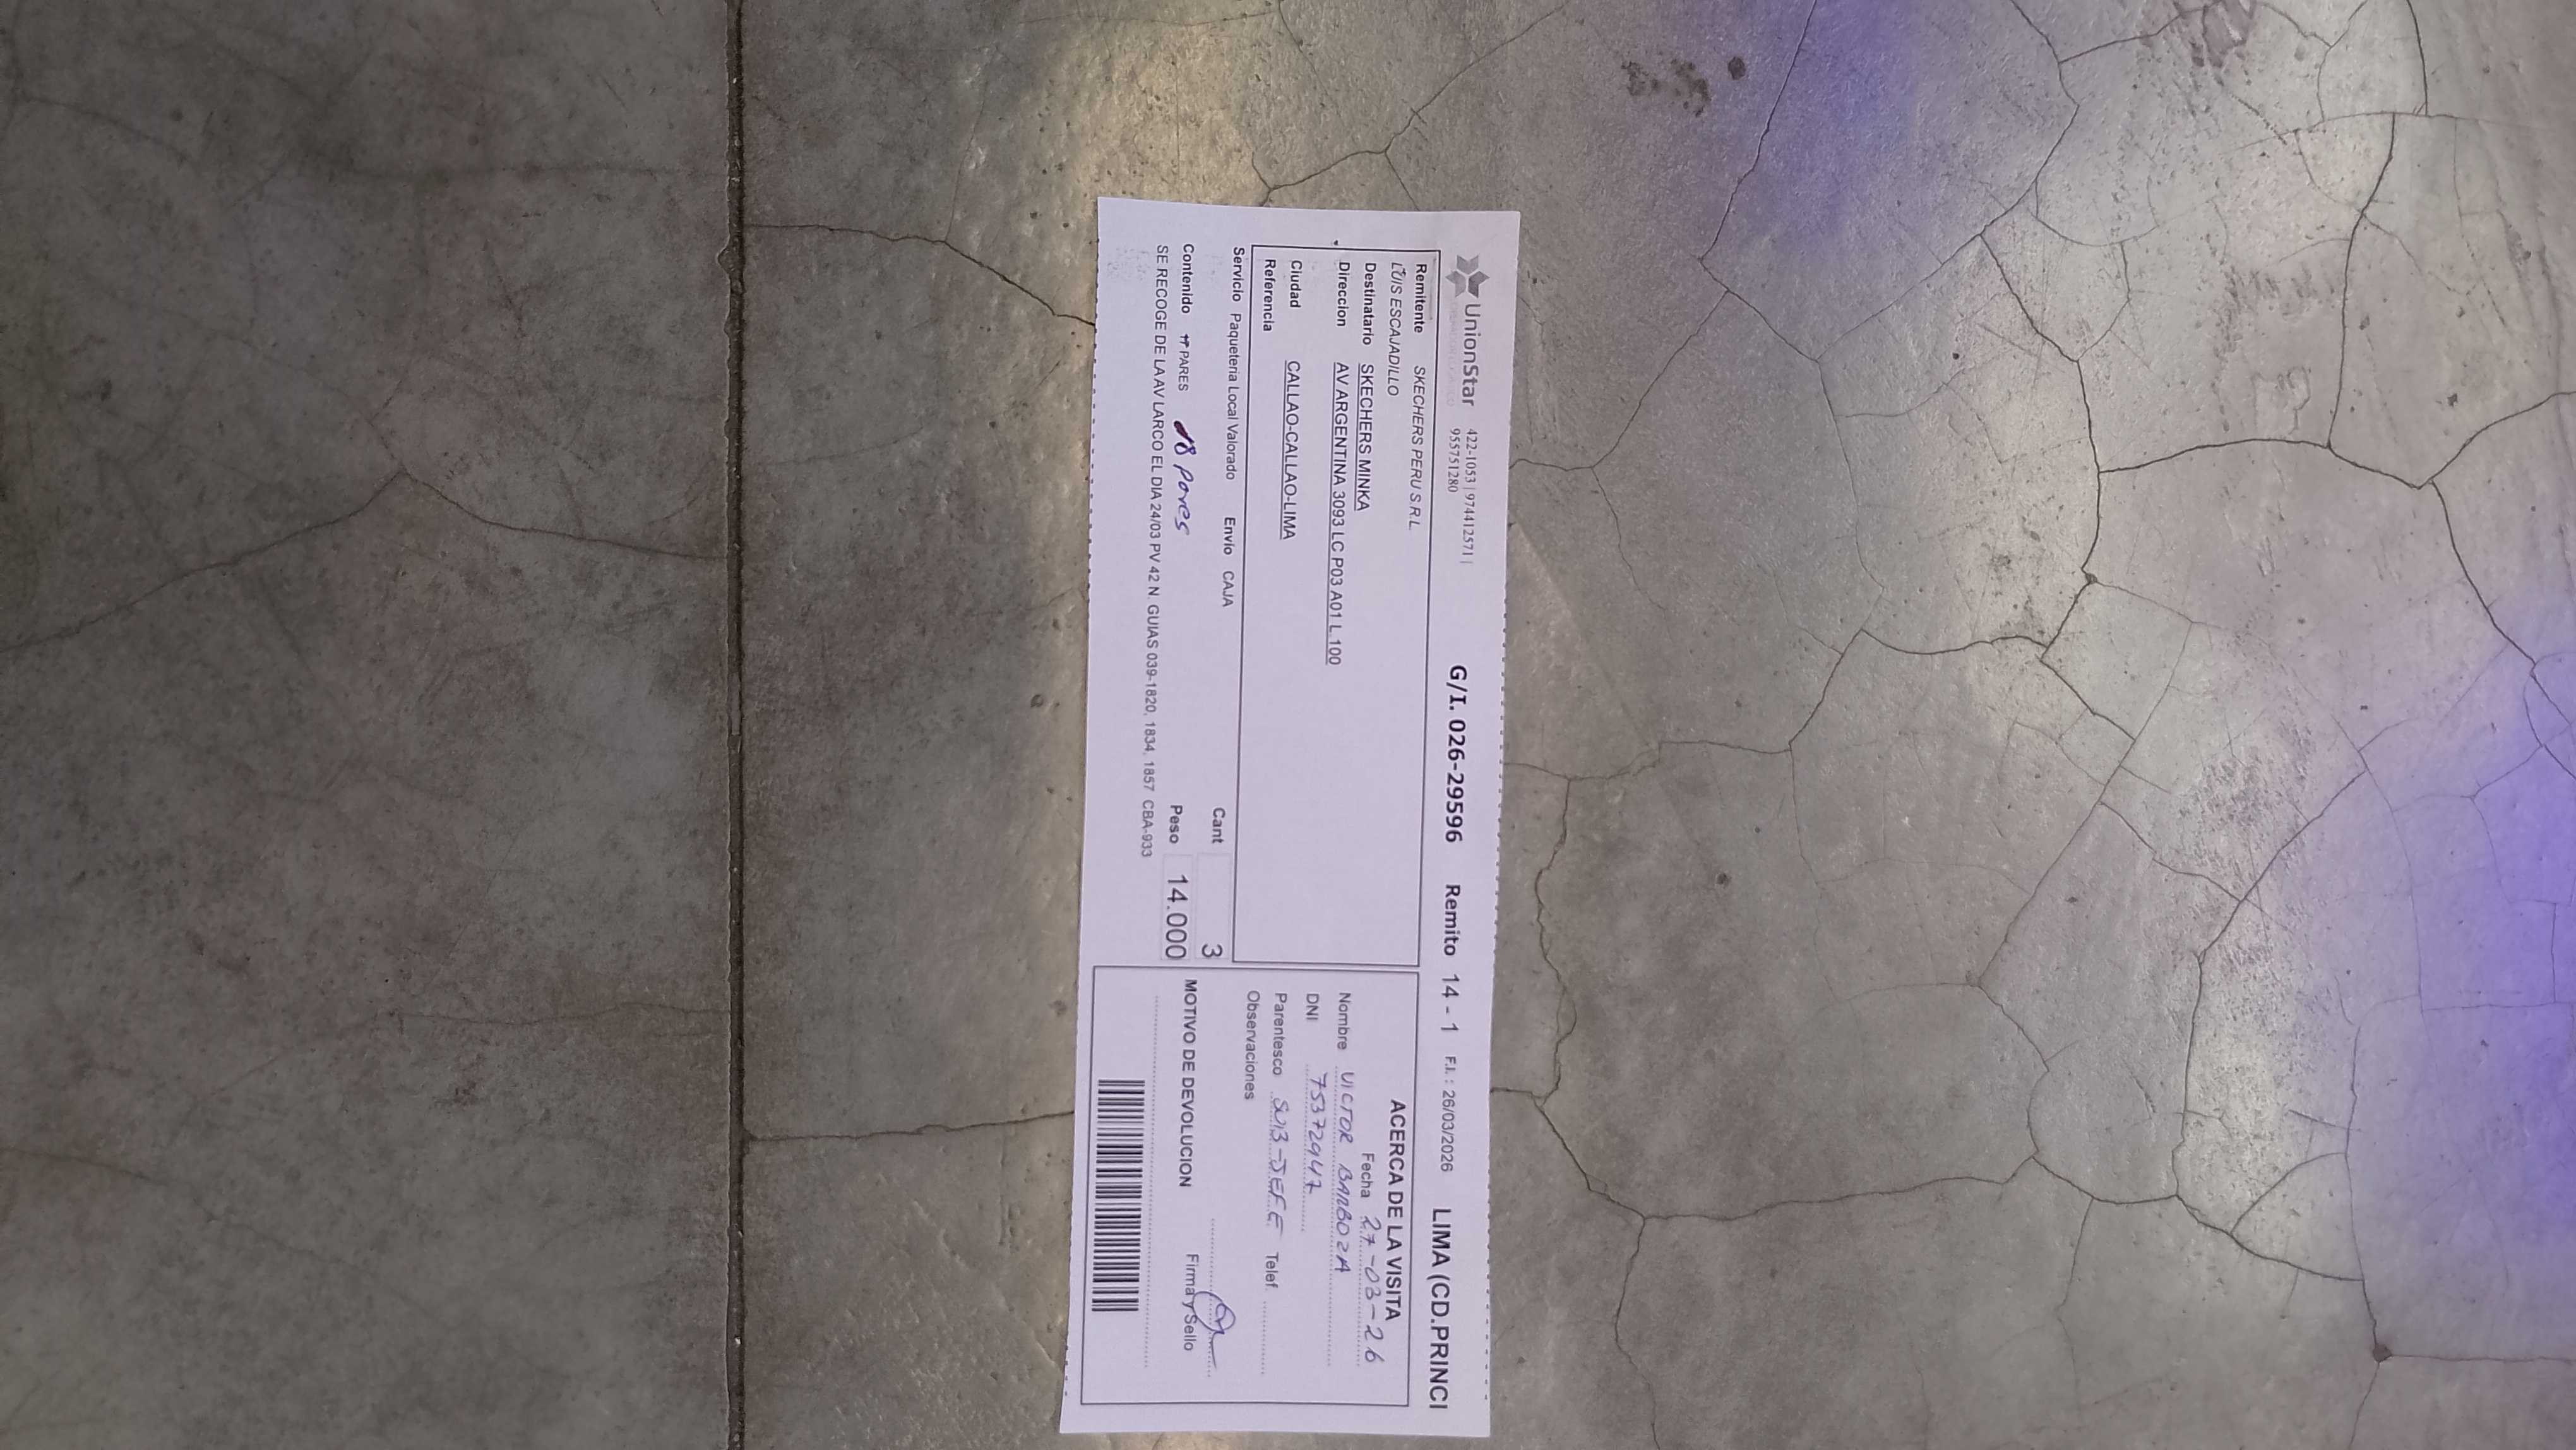 UnionStar 422-1053 | 974412571 |
955751280
G/I. 026-29596 Remito 14 - 1 F.I. : 26/03/2026 LIMA (CD.PRINCI
Remitente SKECHERS PERU S.R.L.
LUIS ESCAJADILLO
Destinatario SKECHERS MINKA
Direccion AV ARGENTINA 3093 LC P03 A01 L 100
Ciudad CALLAO-CALLAO-LIMA
Referencia
Servicio Paqueteria Local Valorado Envío CAJA Cant 3
Contenido PARES 18 Pares Peso 14.000
SE RECOGE DE LA AV LARCO EL DIA 24/03 PV 42 N. GUIAS 039-1820, 1834, 1857 CBA-933
ACERCA DE LA VISITA
Fecha 27-03-26
Nombre VICTOR BARBOZA
DNI 75372947
Parentesco SUB-JEFE Telef.
Observaciones
MOTIVO DE DEVOLUCION Firma y Sello